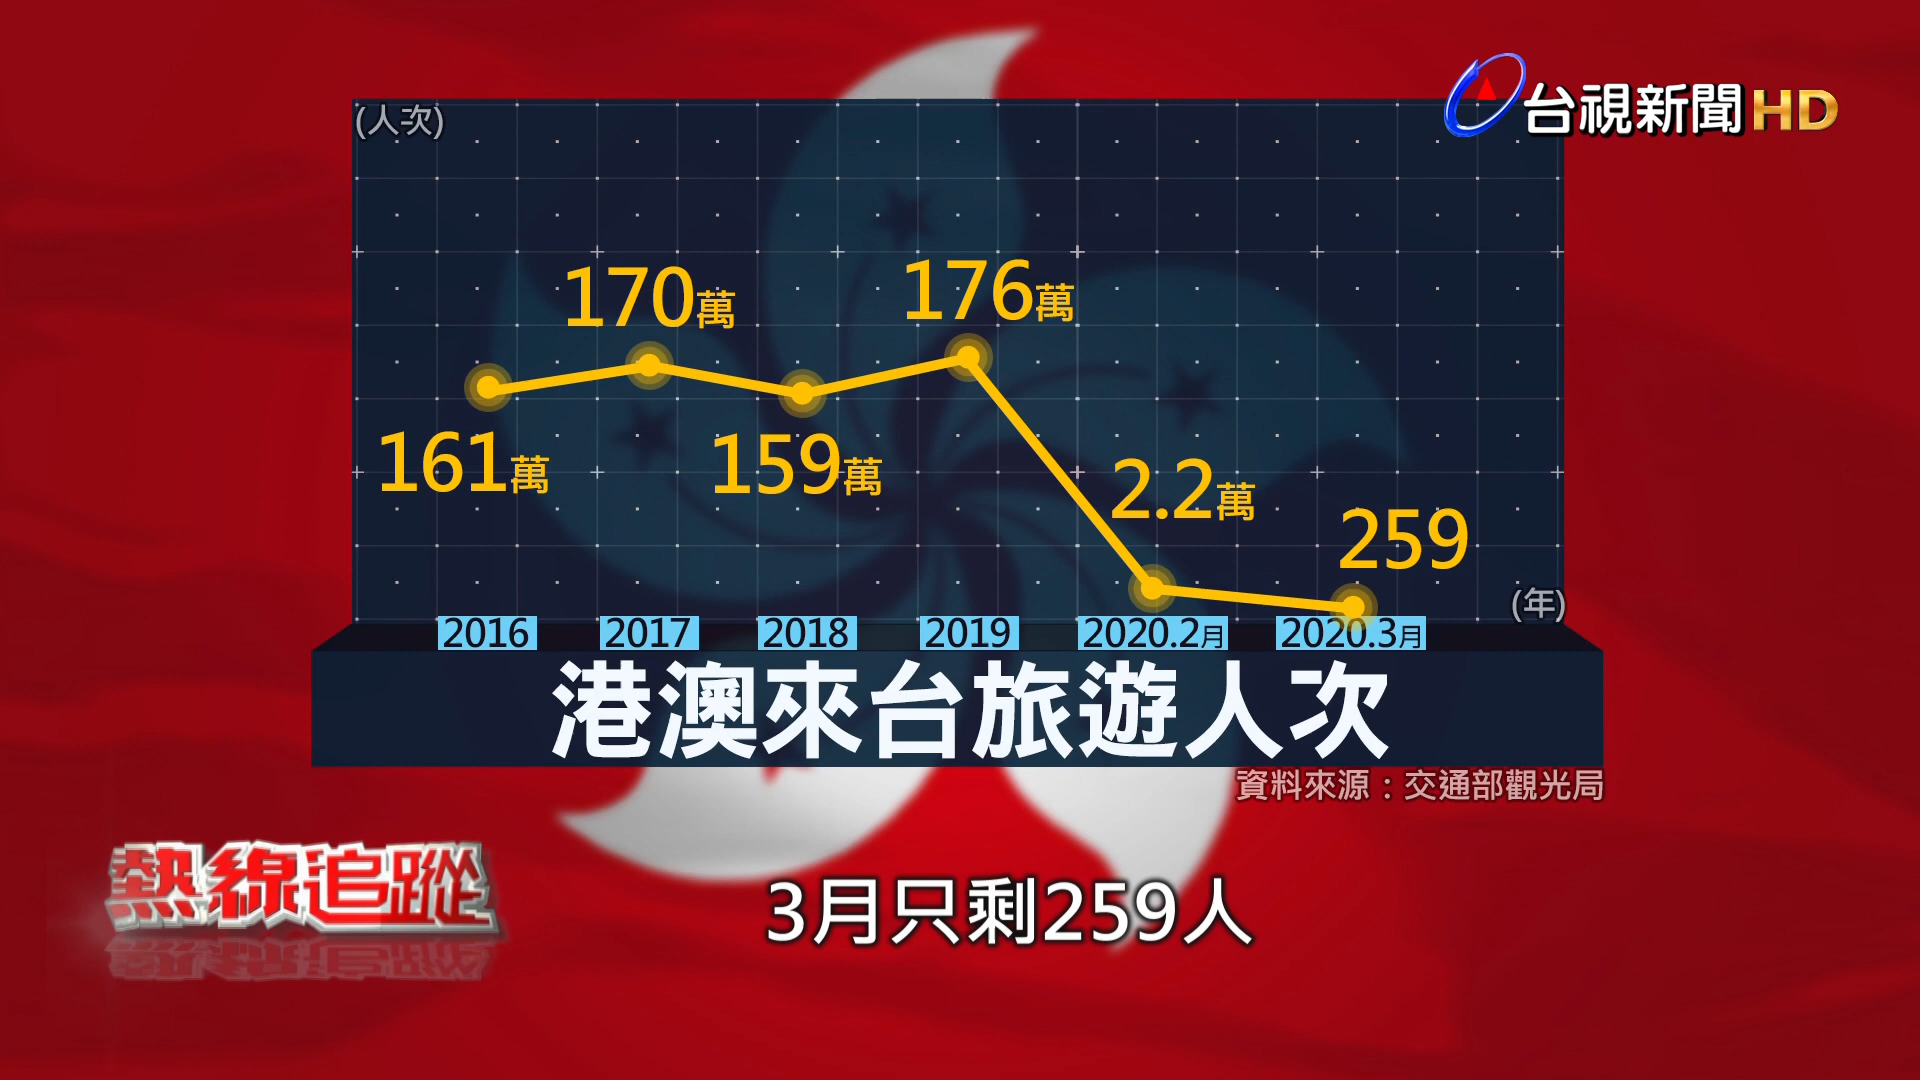 台視新聞HD
(人次)
170萬
176萬
161萬
159萬
2.2萬
259
(年)
2016
2017
2018
2019
2020.2月
2020.3月
港澳來台旅遊人次
資料來源：交通部觀光局
熱線追蹤
3月只剩259人